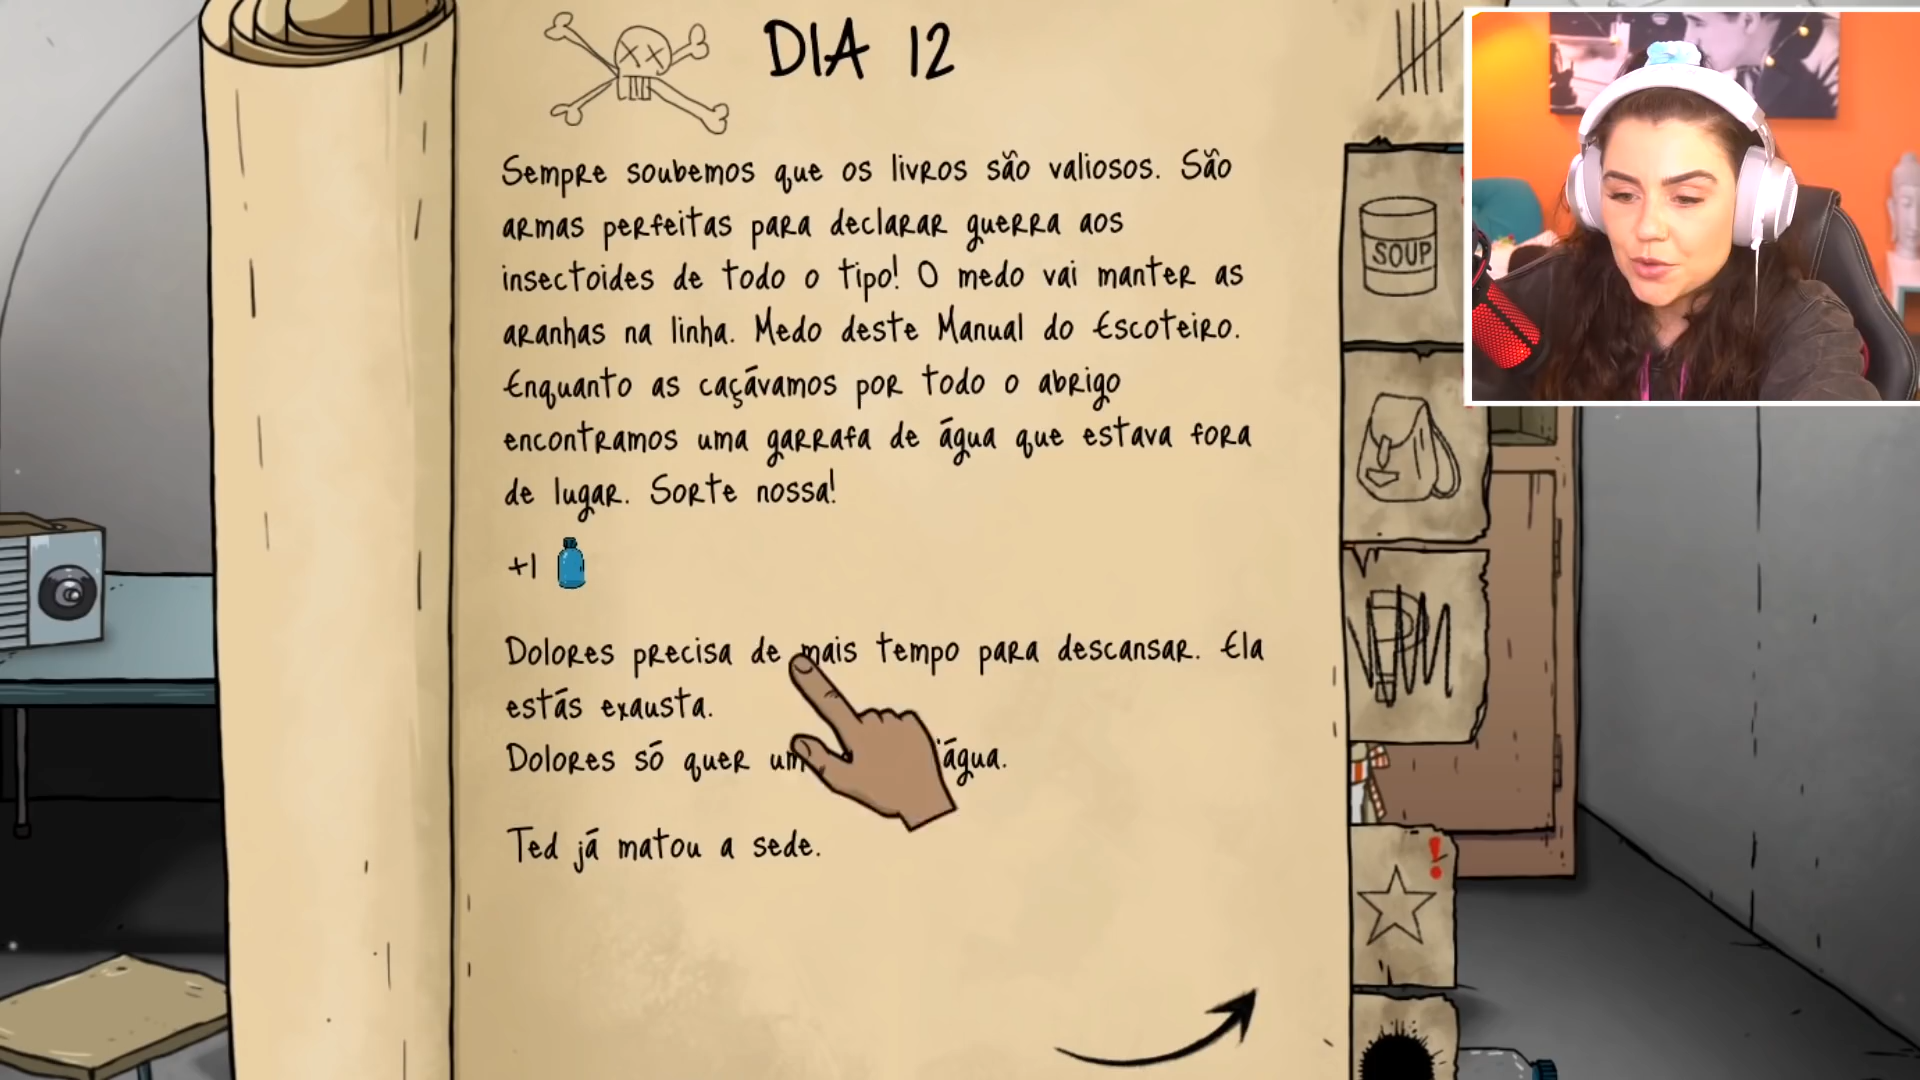 DIA 12
Sempre soubemos que os livros são valiosos. São
armas perfeitas para declarar guerra aos
insectoides de todo o tipo! O medo vai manter as
aranhas na linha. Medo deste Manual do Escoteiro.
Enquanto as caçávamos por todo o abrigo
encontramos uma garrafa de água que estava fora
de lugar. Sorte nossa!
+1
Dolores precisa de mais tempo para descansar. Ela
estás exausta.
Dolores só quer um água.
Ted já matou a sede.
SOUP
!